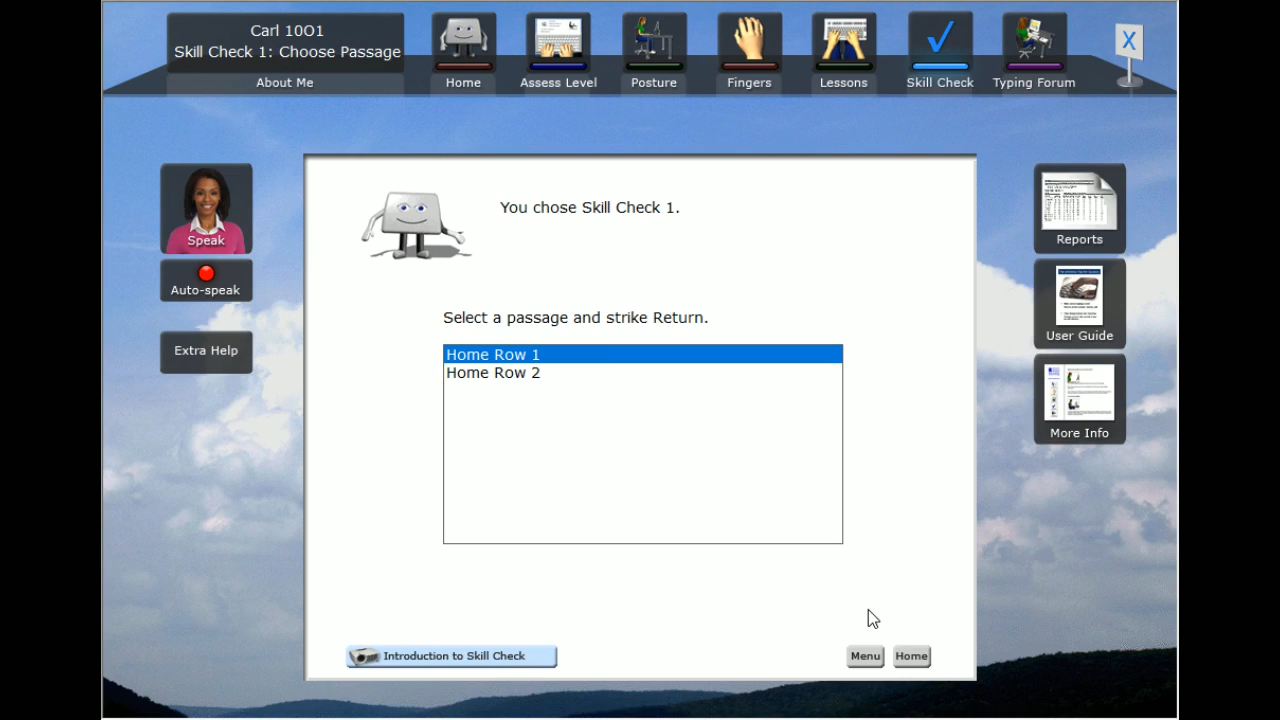 Carl 10O1
Skill Check 1: Choose Passage
About Me
Home
Assess Level
Posture
Fingers
Lessons
Skill Check
Typing Forum
X
Speak
Auto-speak
Extra Help
You chose Skill Check 1.
Select a passage and strike Return.
Home Row 1
Home Row 2
Introduction to Skill Check
Menu
Home
Reports
User Guide
More Info